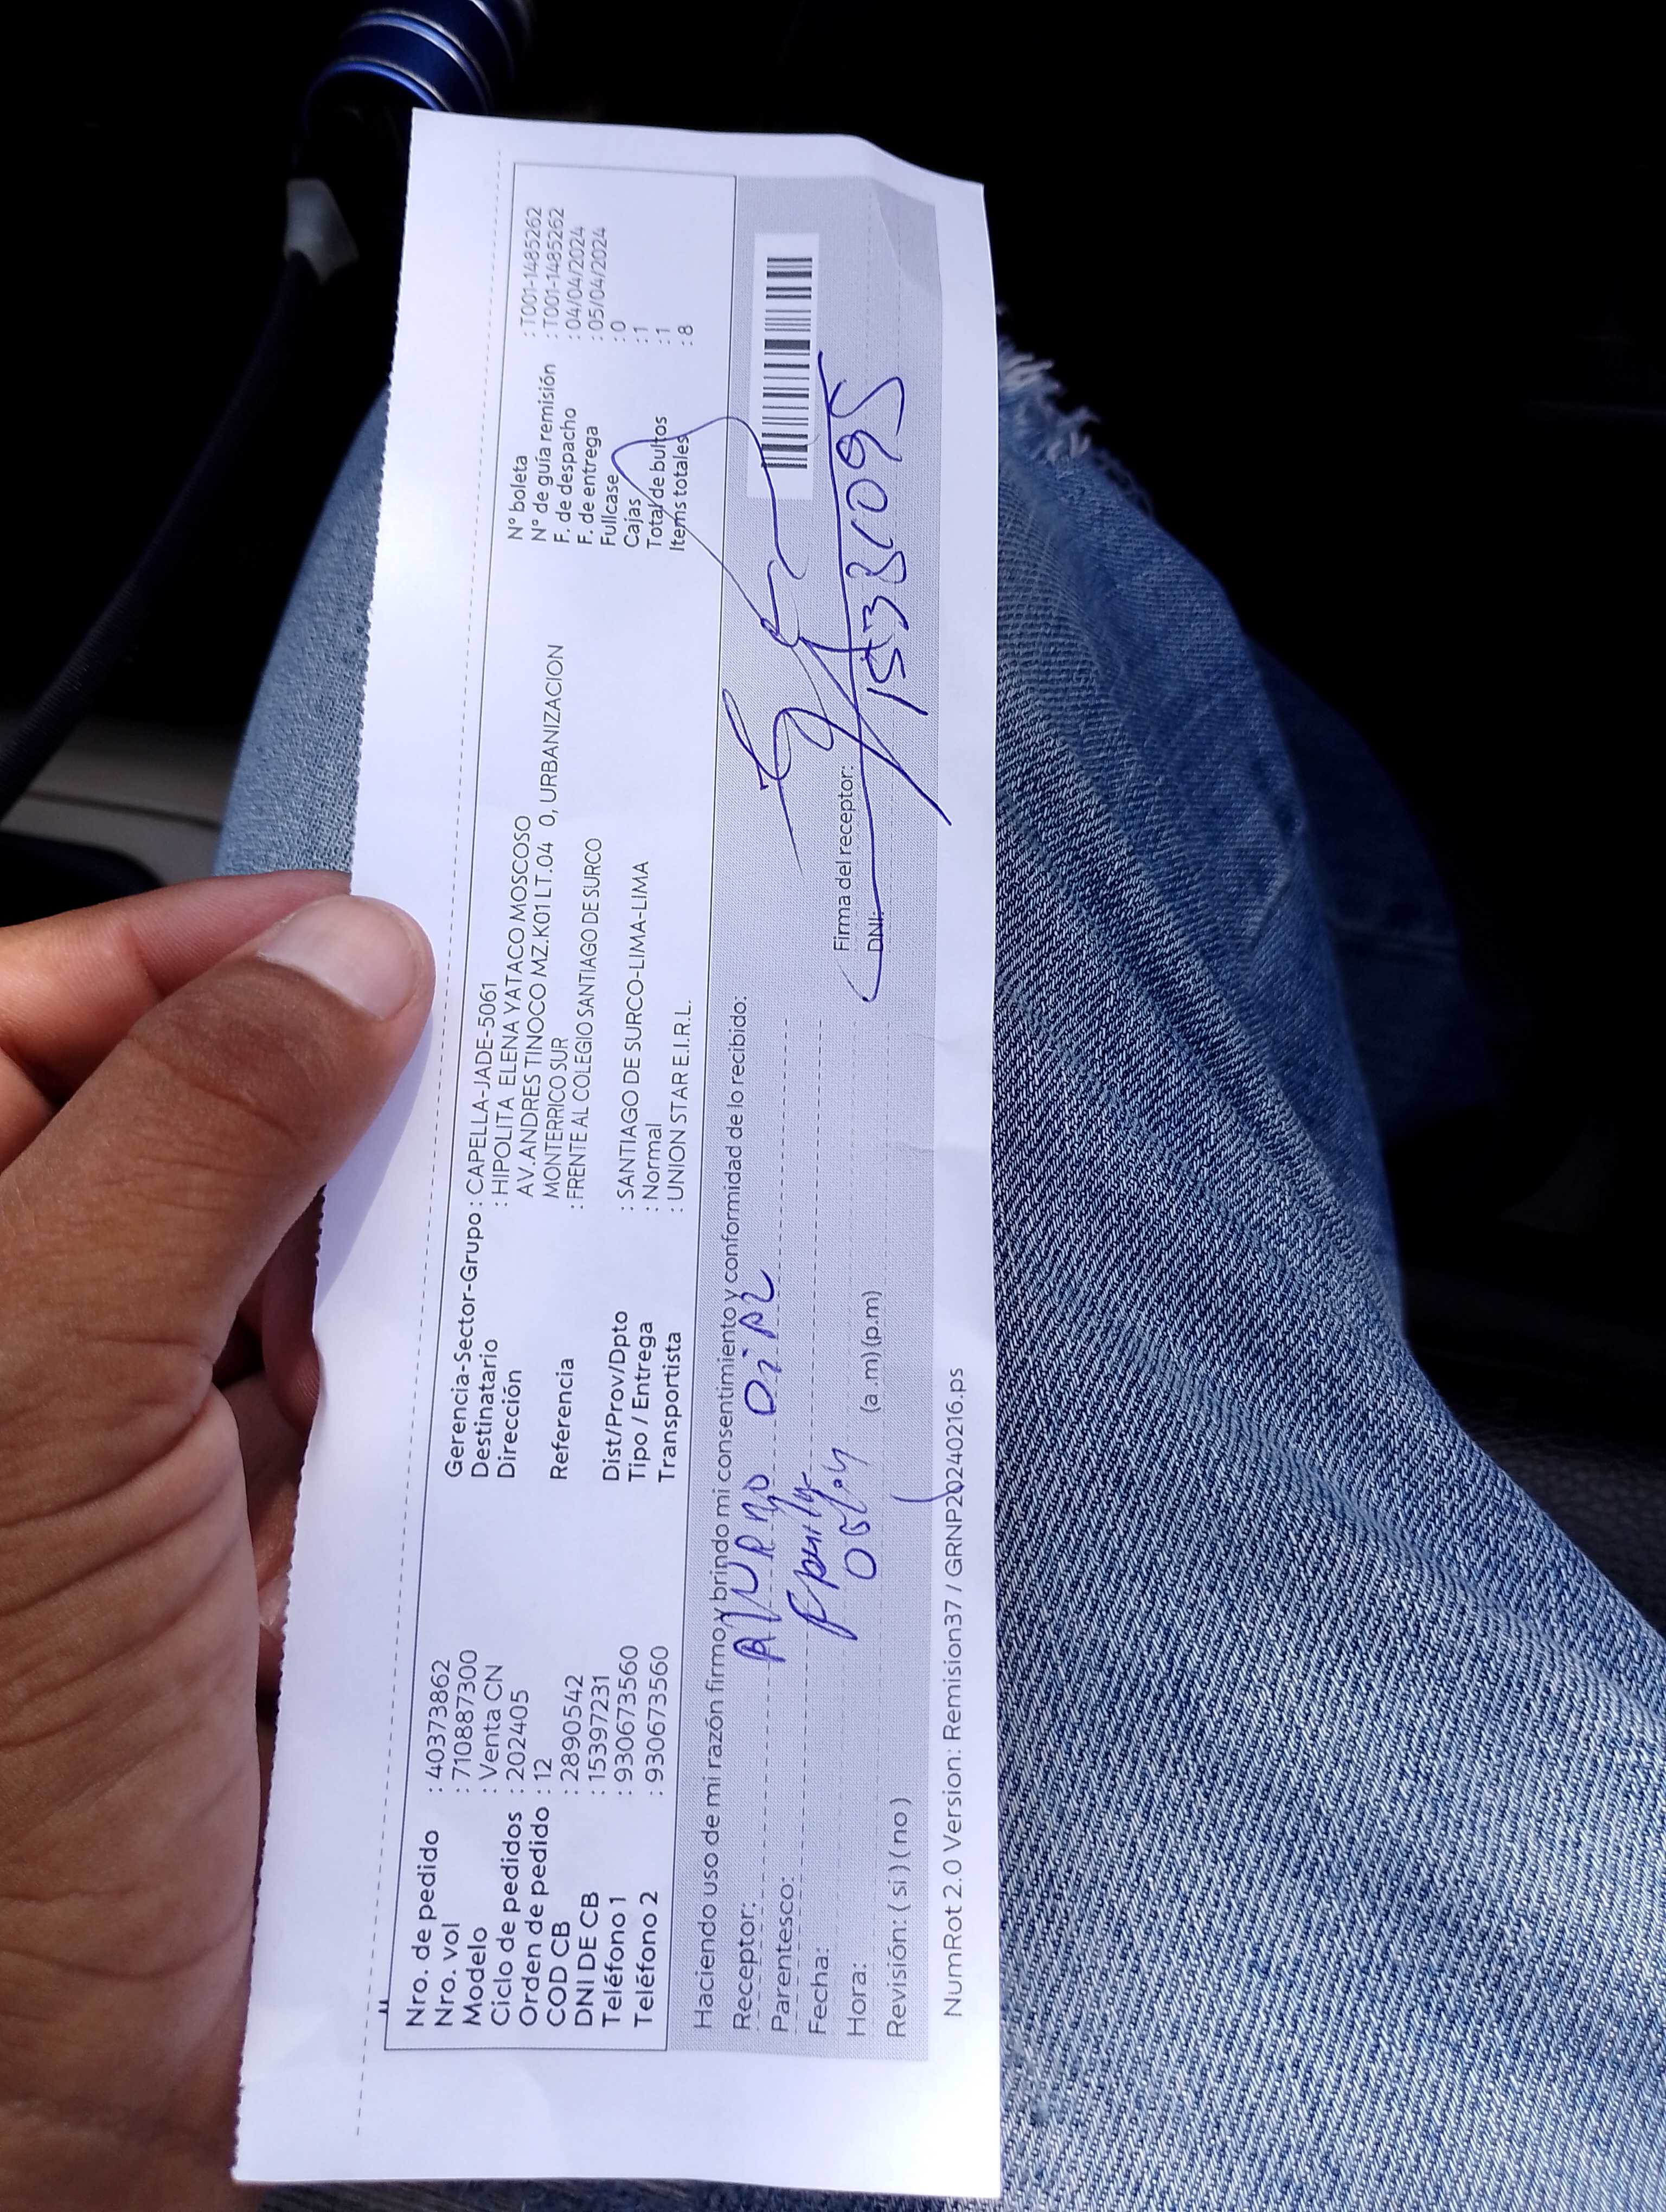 Nro. de pedido : 40373862
Nro. vol : 710887300
Modelo : Venta CN
Ciclo de pedidos : 202405
Orden de pedido : 12
COD CB : 2890542
DNI DE CB : 15397231
Teléfono 1 : 930673560
Teléfono 2 : 930673560
Gerencia-Sector-Grupo : CAPELLA-JADE-5061
Destinatario : HIPOLITA ELENA YATACO MOSCOSO
Dirección AV.ANDRES TINOCO MZ.K01 LT.04 0, URBANIZACION
MONTERRICO SUR
Referencia : FRENTE AL COLEGIO SANTIAGO DE SURCO
Dist/Prov/Dpto : SANTIAGO DE SURCO-LIMA-LIMA
Tipo / Entrega : Normal
Transportista : UNION STAR E.I.R.L.
N° boleta : T001-1485262
N° de guía remisión : T001-1485262
F. de despacho : 04/04/2024
F. de entrega : 05/04/2024
Fullcase : 0
Cajas : 1
Total de bultos : 1
Items totales : 8
Haciendo uso de mi razón firmo y brindo mi consentimiento y conformidad de lo recibido:
Receptor: DiAZ
Parentesco:
Fecha: 05/04
Hora: (a .m) (p.m)
Revisión: ( si ) ( no )
Firma del receptor:
DNI: 15381095
NumRot 2.0 Version: Remision37 / GRNP20240216.ps